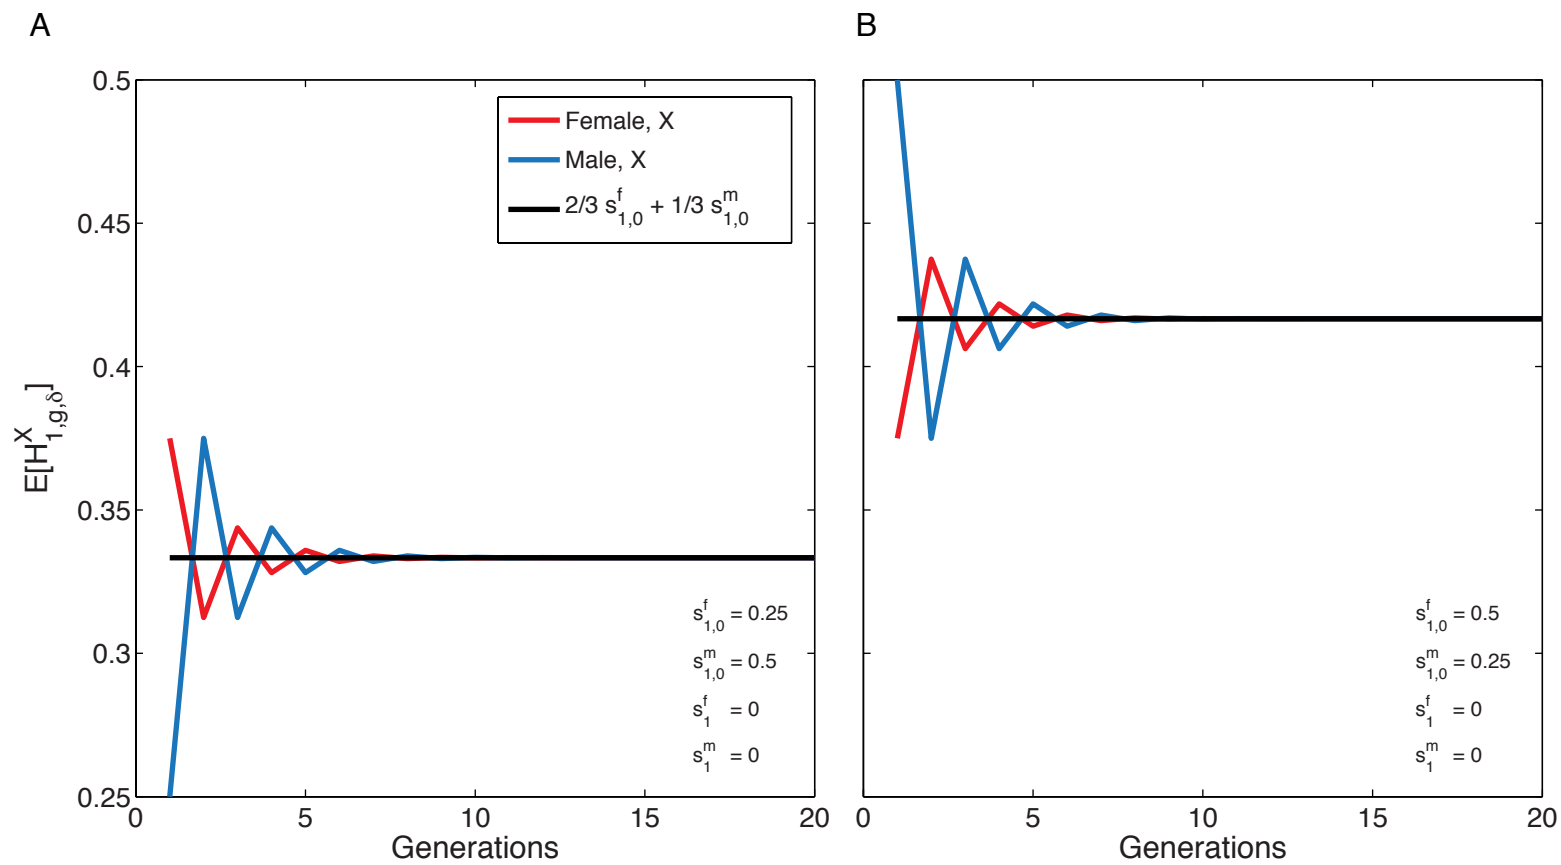 A
B
E[H^X_{1,g,δ}]
0.5
0.45
0.4
0.35
0.3
0.25
Female, X
Male, X
2/3 s^f_{1,0} + 1/3 s^m_{1,0}
s^f_{1,0} = 0.25
s^m_{1,0} = 0.5
s^f_1 = 0
s^m_1 = 0
0 5 10 15 20
Generations
s^f_{1,0} = 0.5
s^m_{1,0} = 0.25
s^f_1 = 0
s^m_1 = 0
0 5 10 15 20
Generations